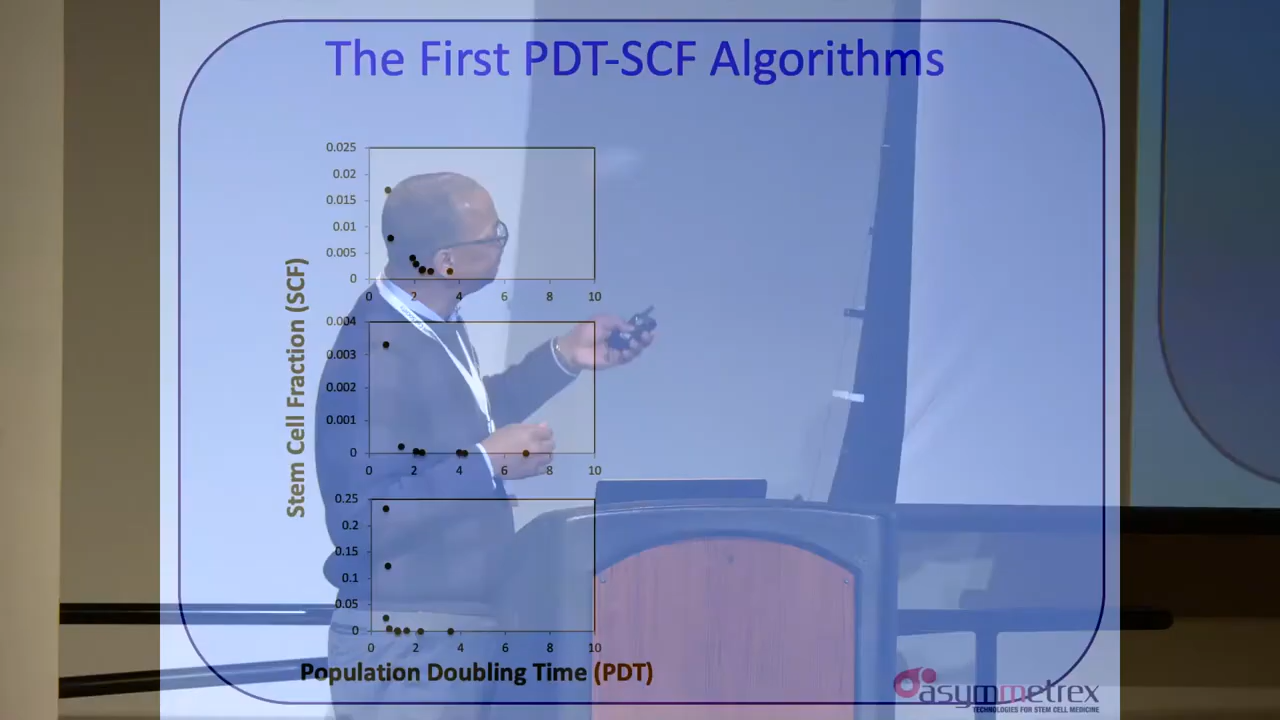 The First PDT-SCF Algorithms
0.025
0.02
0.015
0.01
0.005
0
0 2 4 6 8 10
Stem Cell Fraction (SCF)
0.004
0.003
0.002
0.001
0
0 2 4 6 8 10
0.25
0.2
0.15
0.1
0.05
0
0 2 4 6 8 10
Population Doubling Time (PDT)
asymmetrex
TECHNOLOGIES FOR STEM CELL MEDICINE